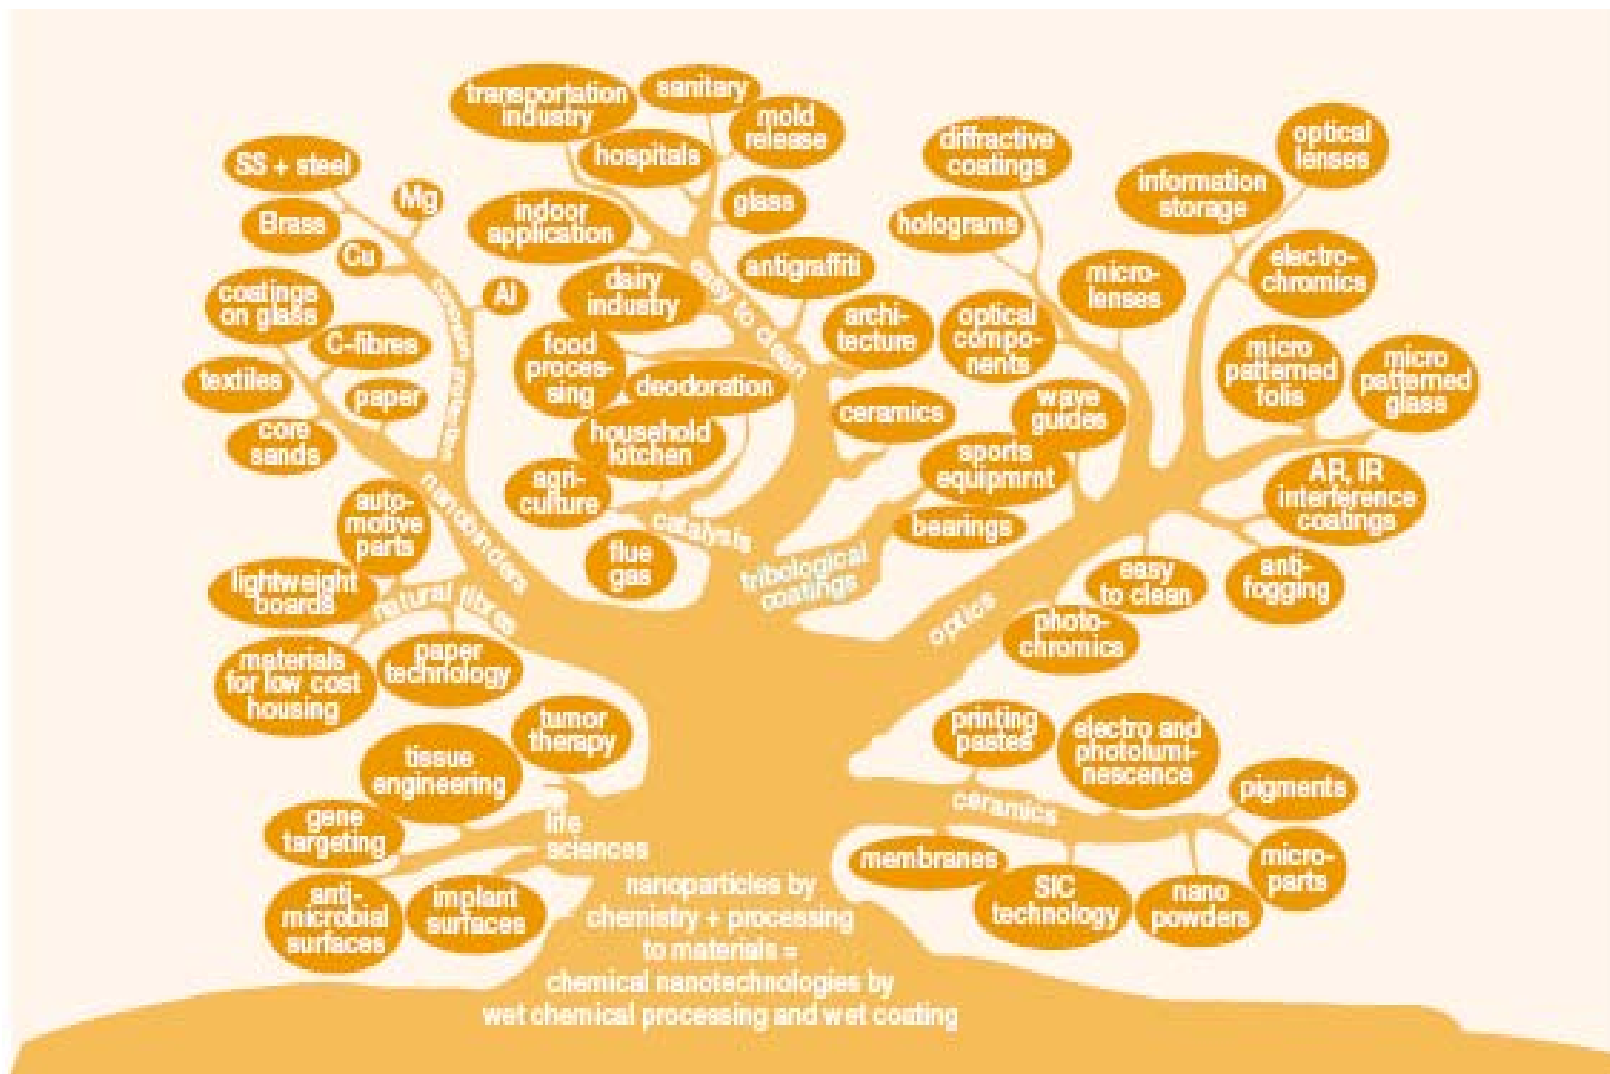 transportation
industry
sanitary
mold
release
hospitals
SS + steel
Mg
Brass
Cu
indoor
application
glass
coatings
on glass
Al
dairy
industry
antigraffiti
C-fibres
textiles
paper
core
sands
food
proces-
sing
deodoration
archi-
tecture
ceramics
household
kitchen
agri-
culture
flue
gas
easy to clean
corrosion protection
nanobinders
catalysis
tribological
coatings
sports
equipmrnt
bearings
diffractive
coatings
holograms
optical
compo-
nents
micro-
lenses
wave
guides
information
storage
optical
lenses
electro-
chromics
micro
patterned
folis
micro
patterned
glass
AR, IR
interference
coatings
anti-
fogging
easy
to clean
photo-
chromics
optics
auto-
motive
parts
lightweight
boards
natural fibres
materials
for low cost
housing
paper
technology
tumor
therapy
tissue
engineering
gene
targeting
life
sciences
anti-
microbial
surfaces
implant
surfaces
printing
pastes
electro and
photolumi-
nescence
pigments
ceramics
membranes
SIC
technology
nano
powders
micro-
parts
nanoparticles by
chemistry + processing
to materials =
chemical nanotechnologies by
wet chemical processing and wet coating